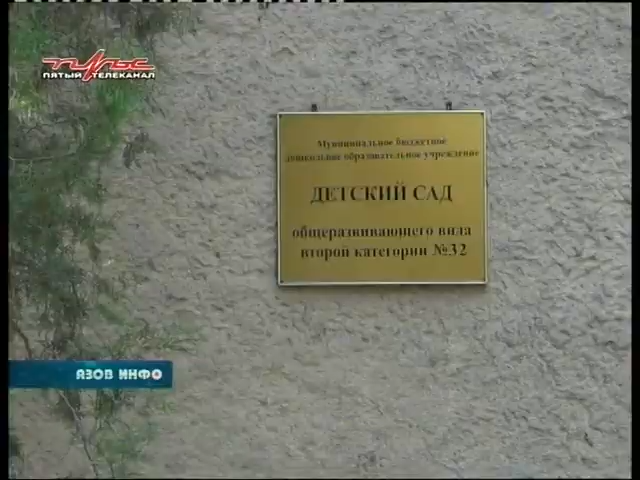 пульс
ПЯТЫЙ ТЕЛЕКАНАЛ
Муниципальное бюджетное
дошкольное образовательное учреждение
ДЕТСКИЙ САД
общеразвивающего вида
второй категории №32
АЗОВ ИНФО